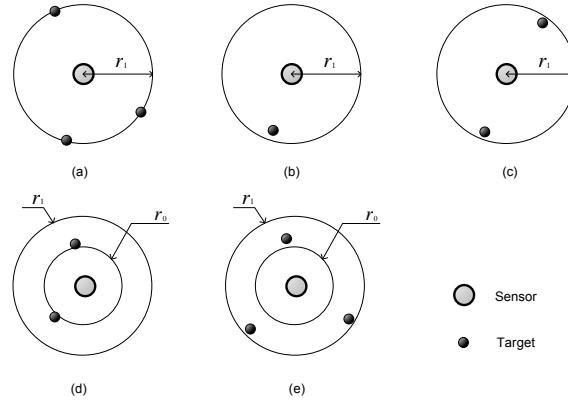 r₁
r₁
r₁
(a)
(b)
(c)
r₁
r₀
r₁
r₀
Sensor
Target
(d)
(e)